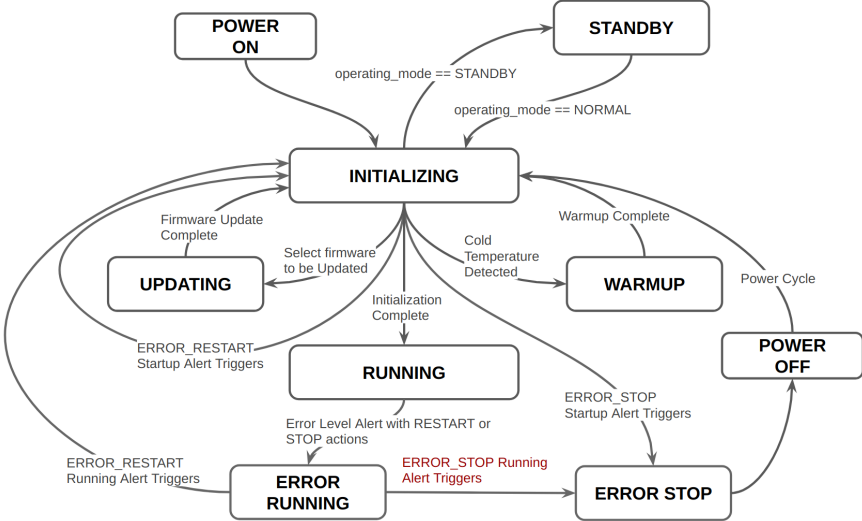 POWER
ON
STANDBY
operating_mode == STANDBY
operating_mode == NORMAL
INITIALIZING
Firmware Update
Complete
Warmup Complete
Select firmware
to be Updated
Cold
Temperature
Detected
UPDATING
WARMUP
Power Cycle
Initialization
Complete
ERROR_RESTART
Startup Alert Triggers
RUNNING
POWER
OFF
ERROR_STOP
Startup Alert Triggers
Error Level Alert with RESTART or
STOP actions
ERROR_RESTART
Running Alert Triggers
ERROR
RUNNING
ERROR_STOP Running
Alert Triggers
ERROR STOP